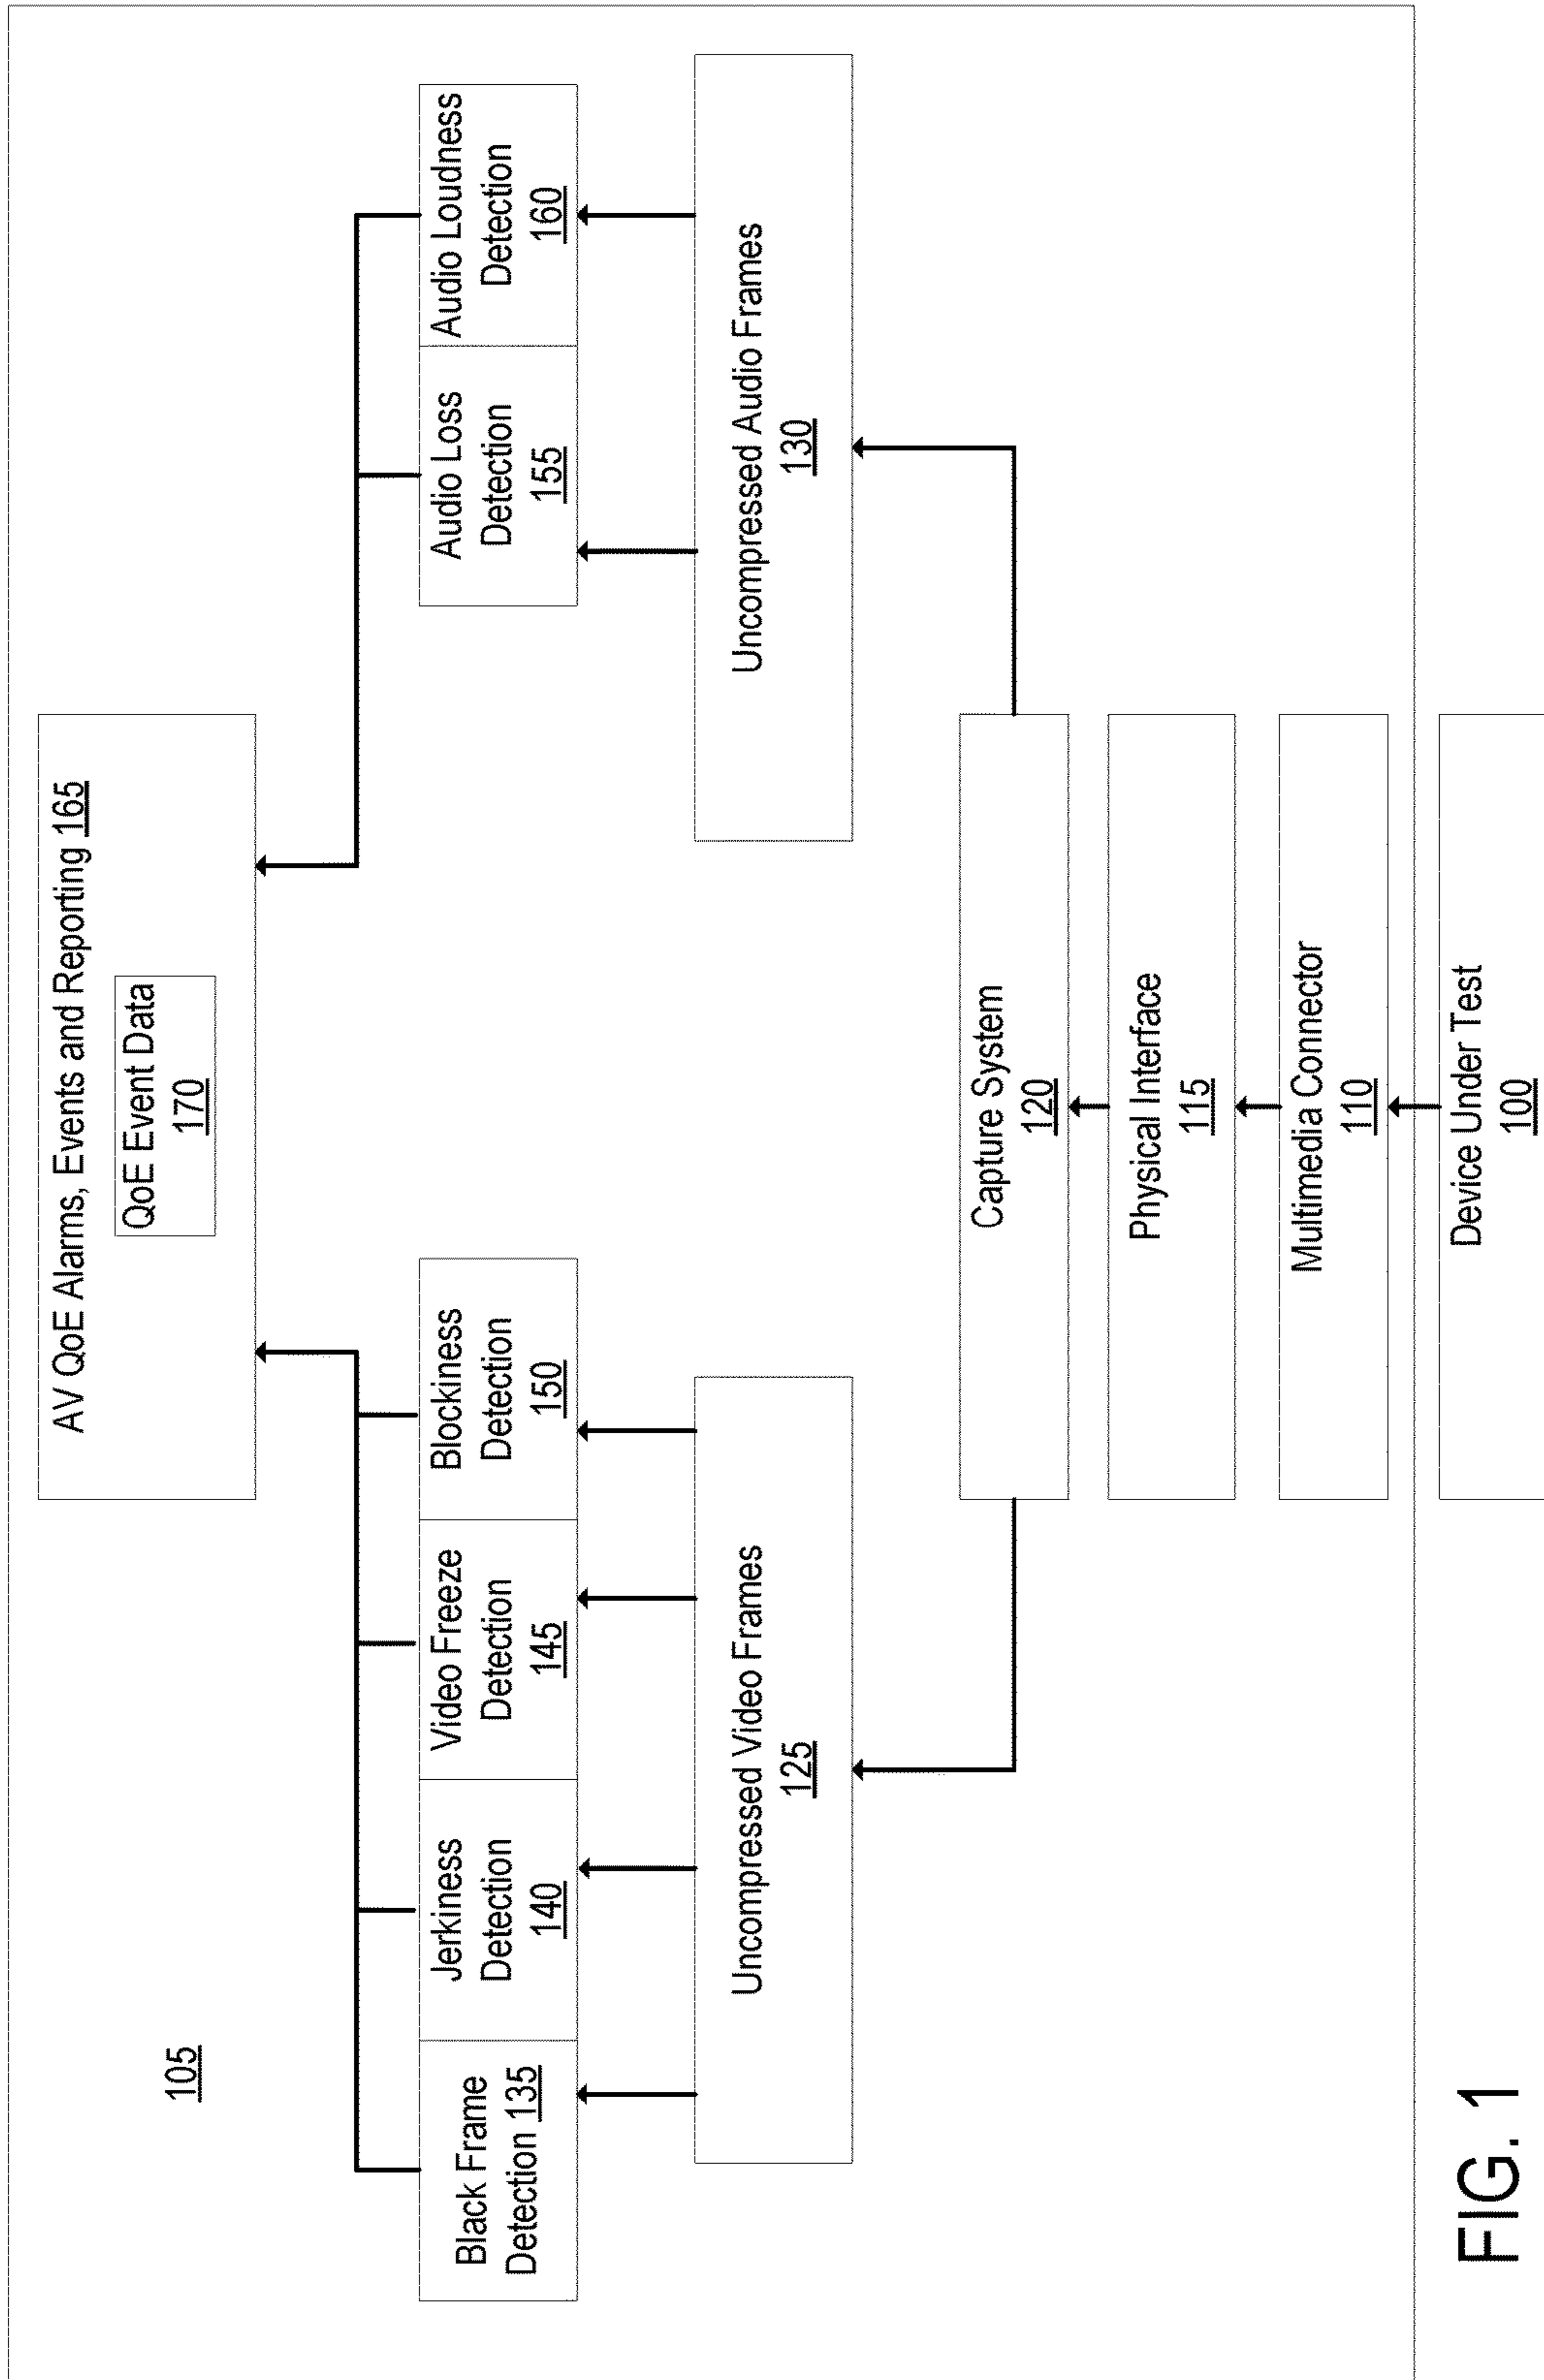 105
AV QoE Alarms, Events and Reporting 165
QoE Event Data
170
Black Frame
Detection 135
Jerkiness
Detection
140
Video Freeze
Detection
145
Blockiness
Detection
150
Audio Loss
Detection
155
Audio Loudness
Detection
160
Uncompressed Video Frames
125
Uncompressed Audio Frames
130
Capture System
120
Physical Interface
115
Multimedia Connector
110
Device Under Test
100
FIG. 1